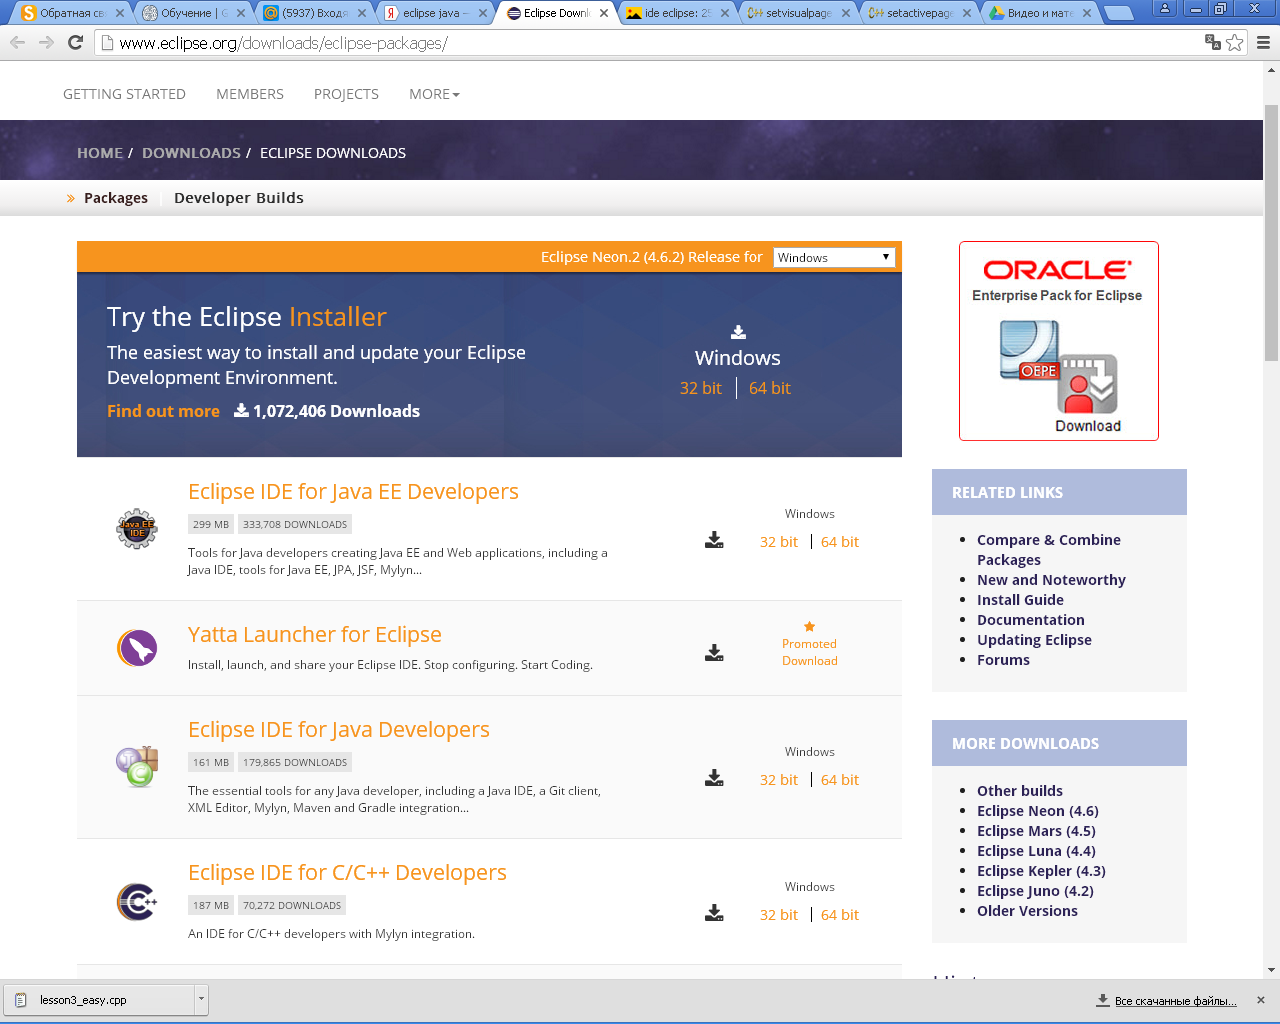 Обратная св
Обучение | G
(5937) Входя
eclipse java –
Eclipse Downl
ide eclipse: 25
setvisualpage
setactivepage
Видео и мате
www.eclipse.org/downloads/eclipse-packages/
GETTING STARTED MEMBERS PROJECTS MORE
HOME / DOWNLOADS / ECLIPSE DOWNLOADS
» Packages Developer Builds
Eclipse Neon.2 (4.6.2) Release for Windows
Try the Eclipse Installer
The easiest way to install and update your Eclipse
Development Environment.
Find out more 1,072,406 Downloads
Windows
32 bit 64 bit
Eclipse IDE for Java EE Developers
Java EE
IDE
299 MB 333,708 DOWNLOADS
Tools for Java developers creating Java EE and Web applications, including a
Java IDE, tools for Java EE, JPA, JSF, Mylyn...
Windows
32 bit 64 bit
Yatta Launcher for Eclipse
Install, launch, and share your Eclipse IDE. Stop configuring. Start Coding.
Promoted
Download
Eclipse IDE for Java Developers
161 MB 179,865 DOWNLOADS
The essential tools for any Java developer, including a Java IDE, a Git client,
XML Editor, Mylyn, Maven and Gradle integration...
Windows
32 bit 64 bit
Eclipse IDE for C/C++ Developers
187 MB 70,272 DOWNLOADS
An IDE for C/C++ developers with Mylyn integration.
Windows
32 bit 64 bit
ORACLE
Enterprise Pack for Eclipse
OEPE
Download
RELATED LINKS
Compare & Combine
Packages
New and Noteworthy
Install Guide
Documentation
Updating Eclipse
Forums
MORE DOWNLOADS
Other builds
Eclipse Neon (4.6)
Eclipse Mars (4.5)
Eclipse Luna (4.4)
Eclipse Kepler (4.3)
Eclipse Juno (4.2)
Older Versions
lesson3_easy.cpp
Все скачанные файлы...